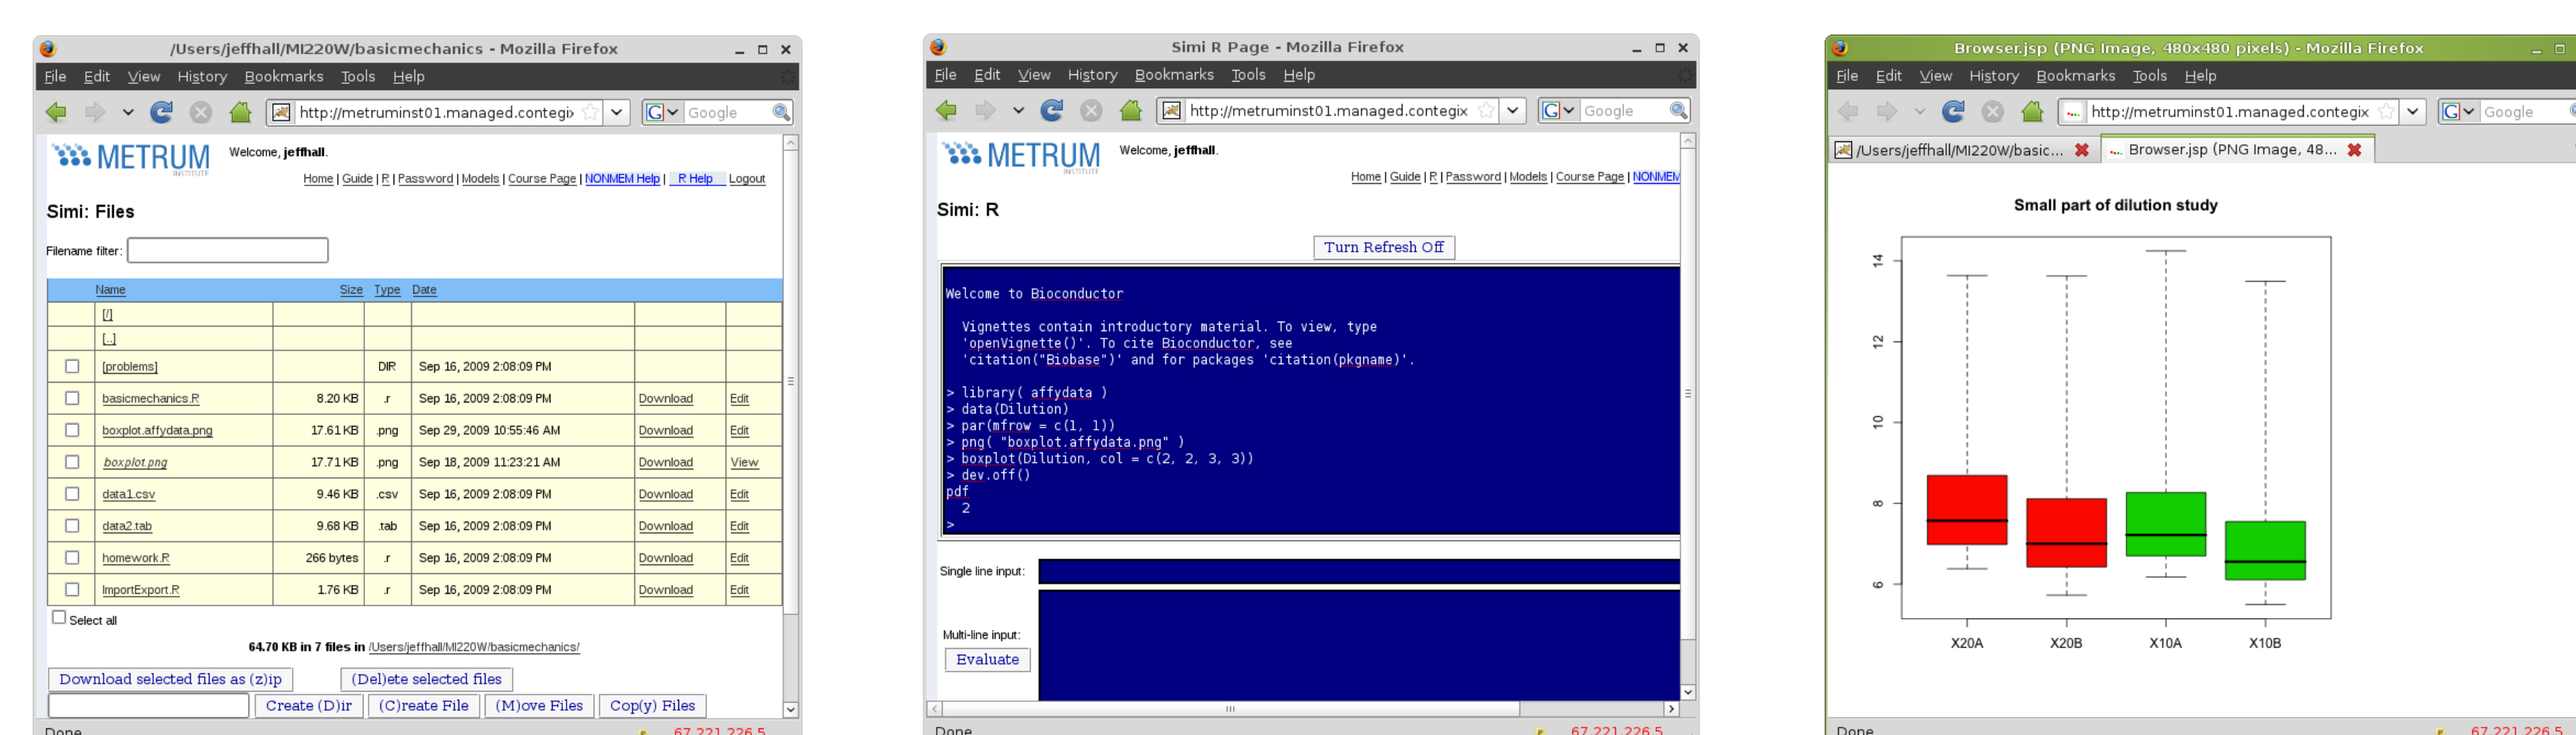 /Users/jeffhall/MI220W/basicmechanics - Mozilla Firefox
File Edit View History Bookmarks Tools Help
http://metruminst01.managed.contegix
Google
METRUM
INSTITUTE
Welcome, jeffhall.
Home | Guide | R | Password | Models | Course Page | NONMEM Help | R Help Logout
Simi: Files
Filename filter:
Name Size Type Date
[/]
[..]
[problems] DIR Sep 16, 2009 2:08:09 PM
basicmechanics.R 8.20 KB .r Sep 16, 2009 2:08:09 PM Download Edit
boxplot.affydata.png 17.61 KB .png Sep 29, 2009 10:55:46 AM Download Edit
boxplot.png 17.71 KB .png Sep 18, 2009 11:23:21 AM Download View
data1.csv 9.46 KB .csv Sep 16, 2009 2:08:09 PM Download Edit
data2.tab 9.68 KB .tab Sep 16, 2009 2:08:09 PM Download Edit
homework.R 266 bytes .r Sep 16, 2009 2:08:09 PM Download Edit
ImportExport.R 1.76 KB .r Sep 16, 2009 2:08:09 PM Download Edit
Select all
64.70 KB in 7 files in /Users/jeffhall/MI220W/basicmechanics/
Download selected files as (z)ip (Del)ete selected files
Create (D)ir (C)reate File (M)ove Files Cop(y) Files
Done 67.221.226.5
Simi R Page - Mozilla Firefox
File Edit View History Bookmarks Tools Help
http://metruminst01.managed.contegix
Google
METRUM
INSTITUTE
Welcome, jeffhall.
Home | Guide | R | Password | Models | Course Page | NONMEM
Simi: R
Turn Refresh Off
Welcome to Bioconductor
Vignettes contain introductory material. To view, type
'openVignette()'. To cite Bioconductor, see
'citation("Biobase")' and for packages 'citation(pkgname)'.
> library( affydata )
> data(Dilution)
> par(mfrow = c(1, 1))
> png( "boxplot.affydata.png" )
> boxplot(Dilution, col = c(2, 2, 3, 3))
> dev.off()
pdf
2
>
Single line input:
Multi-line input:
Evaluate
Done 67.221.226.5
Browser.jsp (PNG Image, 480x480 pixels) - Mozilla Firefox
File Edit View History Bookmarks Tools Help
http://metruminst01.managed.contegix
Google
/Users/jeffhall/MI220W/basic... Browser.jsp (PNG Image, 48...
Small part of dilution study
14
12
10
8
6
X20A X20B X10A X10B
Done 67.221.226.5